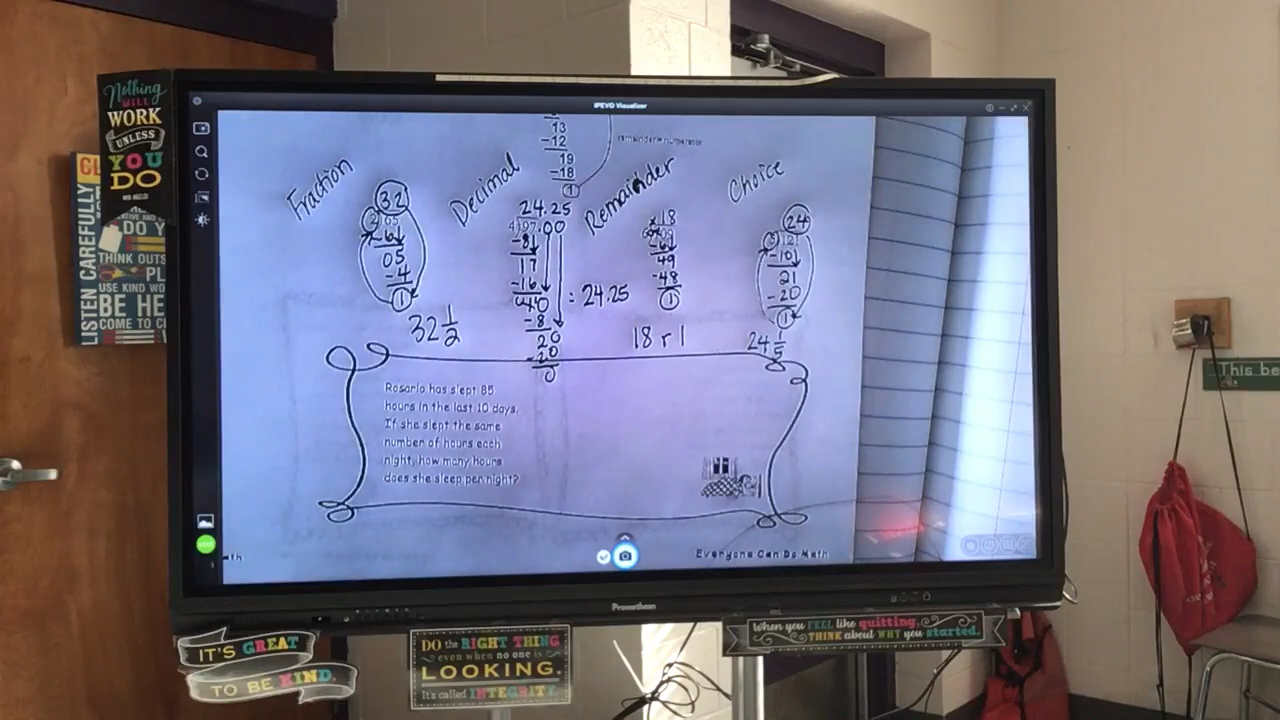 Nothing
WILL
WORK
UNLESS
YOU
DO
LISTEN CAREFULLY
THINK OUTS
USE KIND WO
BE HE
COME TO C
IPEVO Visualizer
13
-12
19
-18
1
remainder = numerator
Fraction
Decimal
Remainder
Choice
32
2 65
-6
05
-4
1
32 1/2
24.25
4 97.00
-8
17
-16
-8
20
-20
0
= 24.25
18
-6
49
-48
1
18 r 1
24
5 121
-10
21
-20
1
24 1/5
Rosario has slept 85
hours in the last 10 days.
If she slept the same
number of hours each
night, how many hours
does she sleep per night?
Everyone Can Do Math
Promethean
IT'S GREAT
TO BE KIND.
DO the RIGHT THING
even when no one is
LOOKING.
It's called INTEGRITY.
When you FEEL like quitting,
THINK about WHY you started.
This be